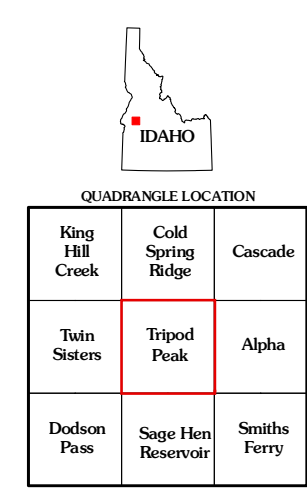 IDAHO
QUADRANGLE LOCATION
King
Hill
Creek
Cold
Spring
Ridge
Cascade
Twin
Sisters
Tripod
Peak
Alpha
Dodson
Pass
Sage Hen
Reservoir
Smiths
Ferry